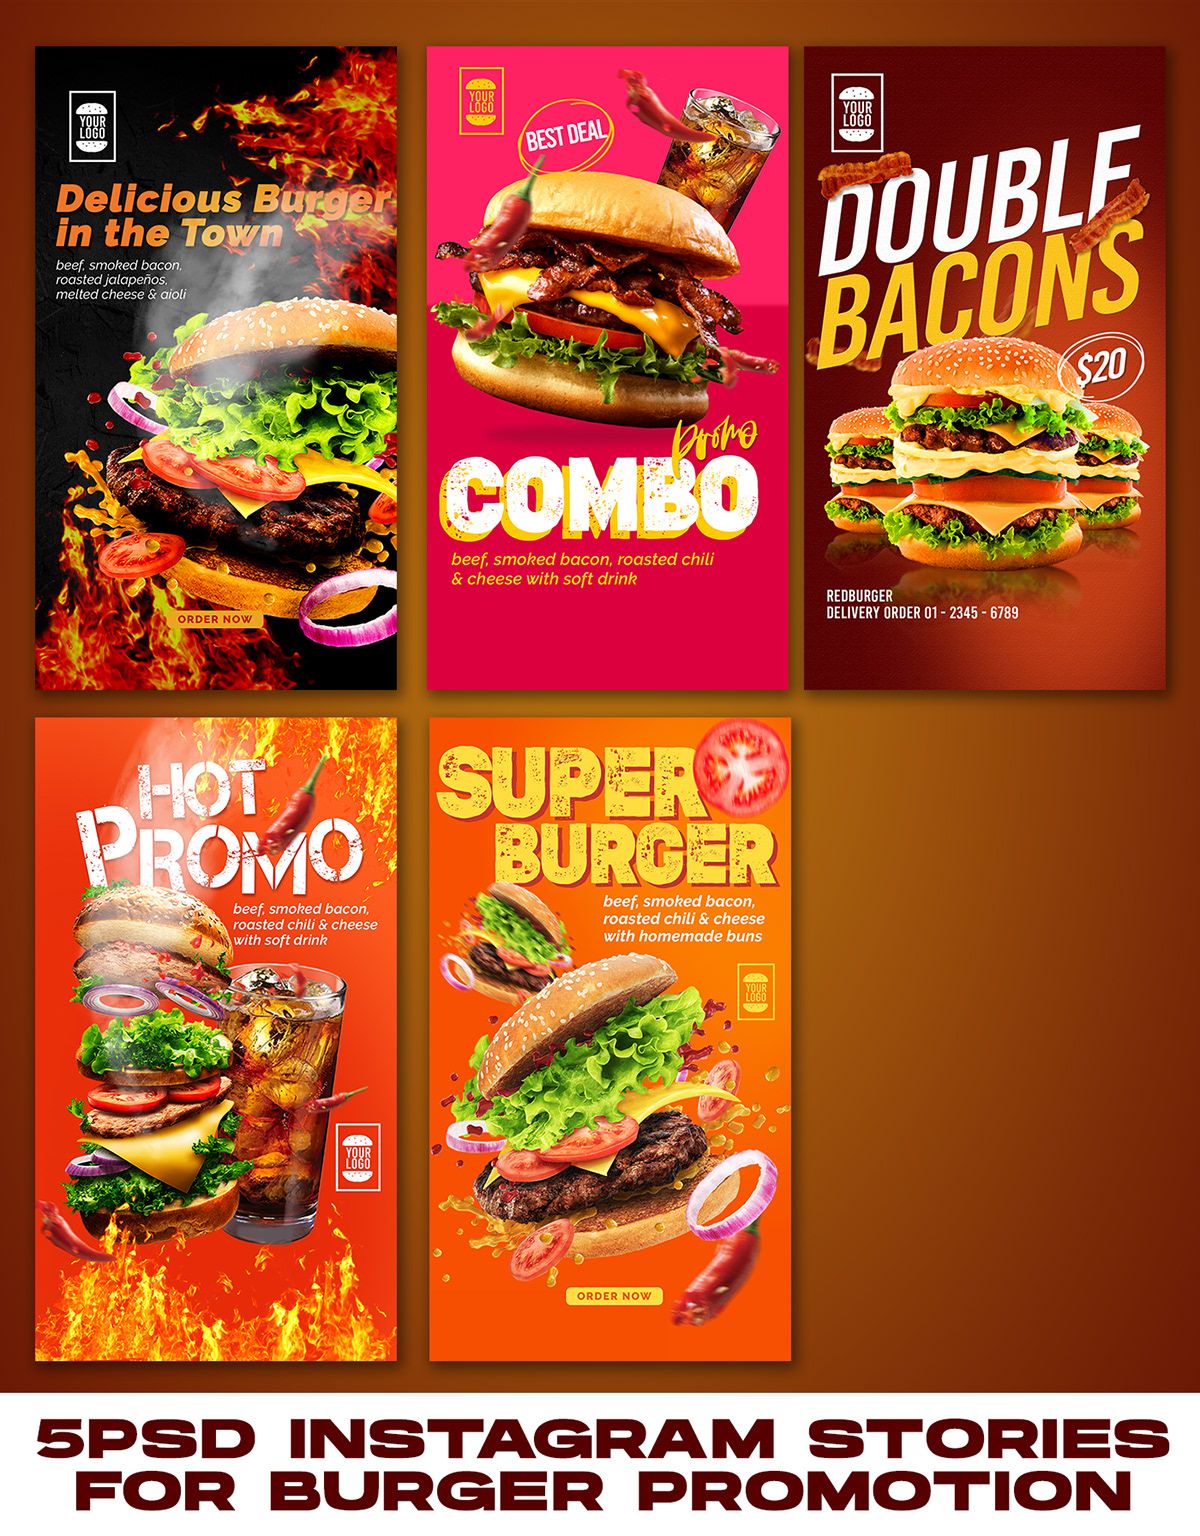 YOUR
LOGO
Delicious Burger
in the Town
beef, smoked bacon,
roasted jalapeños,
melted cheese & aioli
ORDER NOW
YOUR
LOGO
BEST DEAL
Promo
COMBO
beef, smoked bacon, roasted chili
& cheese with soft drink
YOUR
LOGO
DOUBLE
BACONS
$20
REDBURGER
DELIVERY ORDER 01 - 2345 - 6789
HOT
PROMO
beef, smoked bacon,
roasted chili & cheese
with soft drink
YOUR
LOGO
SUPER
BURGER
beef, smoked bacon,
roasted chili & cheese
with homemade buns
YOUR
LOGO
ORDER NOW
5PSD INSTAGRAM STORIES
FOR BURGER PROMOTION